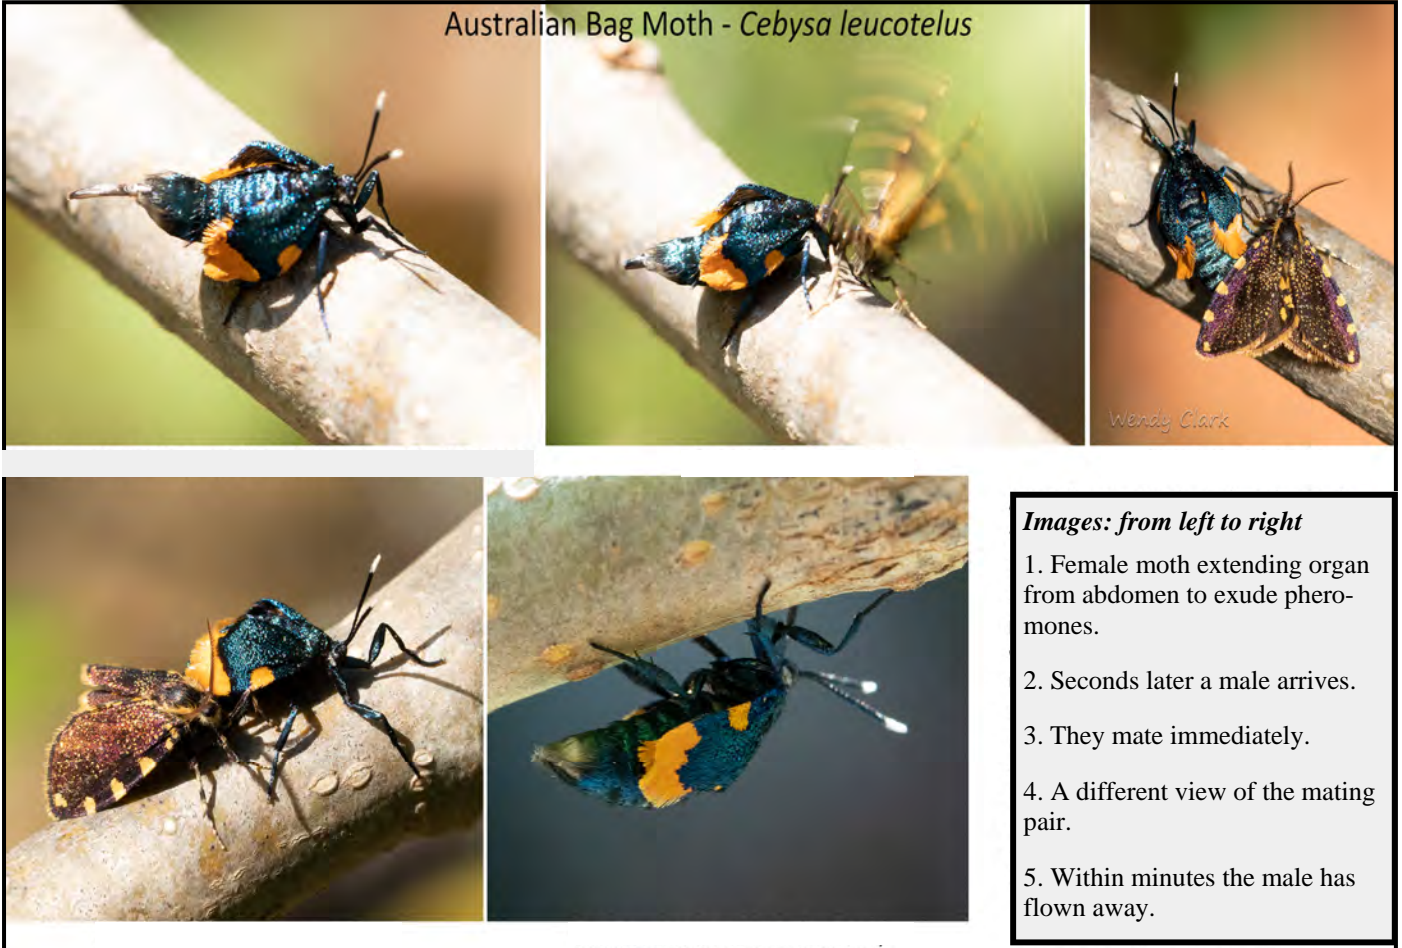 Australian Bag Moth - Cebysa leucotelus
Wendy Clark
Images: from left to right
1. Female moth extending organ
from abdomen to exude phero-
mones.
2. Seconds later a male arrives.
3. They mate immediately.
4. A different view of the mating
pair.
5. Within minutes the male has
flown away.